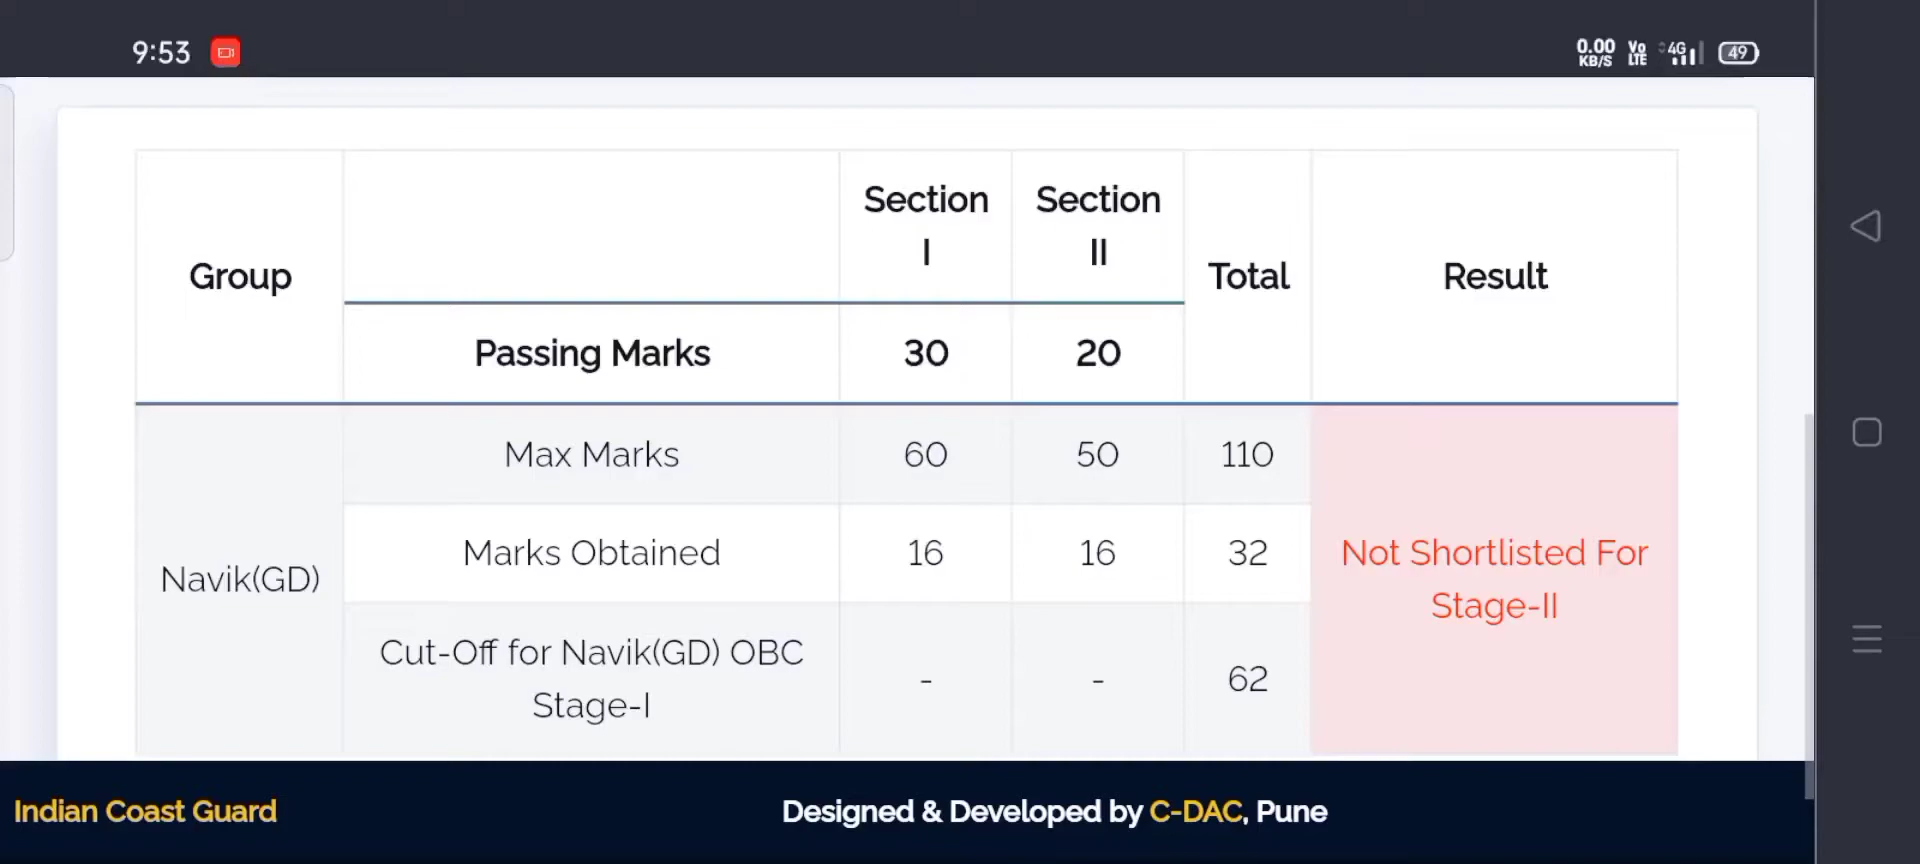 9:53
0.00 KB/S Vo LTE 4G 49
Group
Section I
Section II
Total
Result
Passing Marks 30 20
Navik(GD)
Max Marks 60 50 110
Marks Obtained 16 16 32
Not Shortlisted For
Stage-II
Cut-Off for Navik(GD) OBC
Stage-I - - 62
Indian Coast Guard
Designed & Developed by C-DAC, Pune